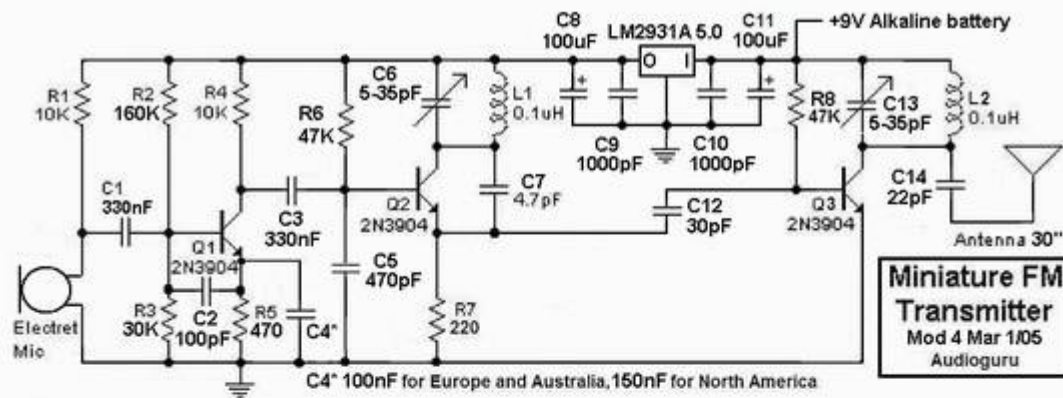 +9V Alkaline battery
C8
100uF
LM2931A 5.0
C11
100uF
O I
+
+
R1
10K
R2
160K
R4
10K
C6
5-35pF
R6
47K
L1
0.1uH
C9
1000pF
C10
1000pF
R8
47K
C13
5-35pF
L2
0.1uH
C1
330nF
C3
330nF
Q1
2N3904
Q2
2N3904
C7
4.7pF
C12
30pF
Q3
2N3904
C14
22pF
Antenna 30"
Electret
Mic
R3
30K
C2
100pF
R5
470
C4*
C5
470pF
R7
220
C4* 100nF for Europe and Australia,150nF for North America
Miniature FM
Transmitter
Mod 4 Mar 1/05
Audioguru